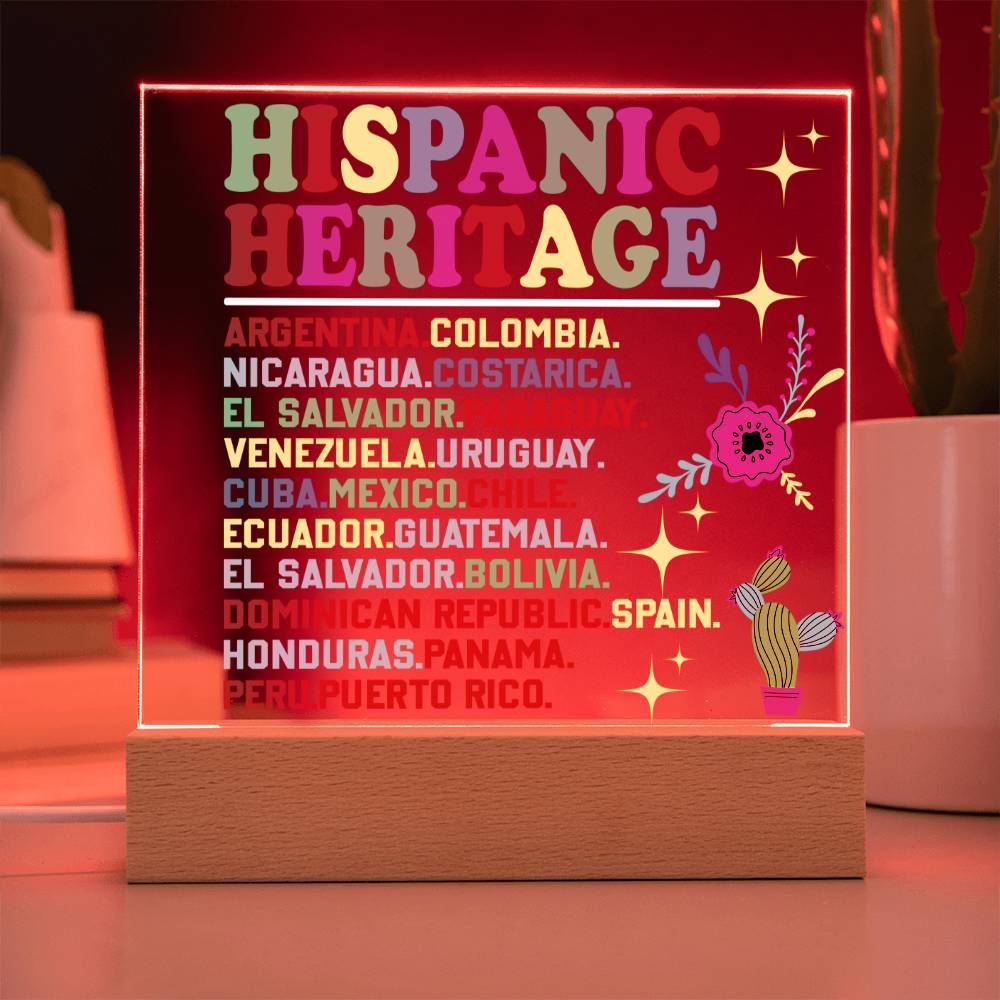 HISPANIC
HERITAGE
ARGENTINA.COLOMBIA.
NICARAGUA.COSTARICA.
EL SALVADOR.PARAGUAY.
VENEZUELA.URUGUAY.
CUBA.MEXICO.CHILE.
ECUADOR.GUATEMALA.
EL SALVADOR.BOLIVIA.
DOMINICAN REPUBLIC.SPAIN.
HONDURAS.PANAMA.
PERU.PUERTO RICO.